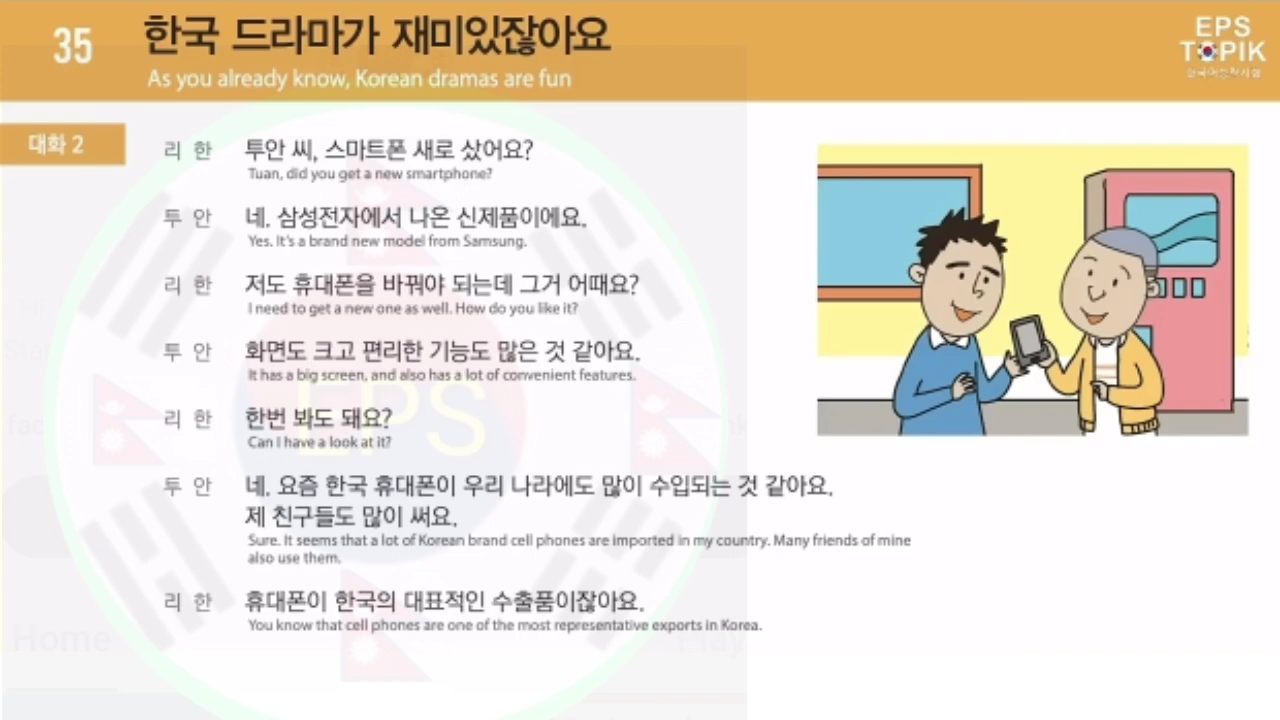 35
한국 드라마가 재미있잖아요
As you already know, Korean dramas are fun
EPS
TOPIK
한국어능력시험
대화 2
리 한 투안 씨, 스마트폰 새로 샀어요?
Tuan, did you get a new smartphone?
투 안 네. 삼성전자에서 나온 신제품이에요.
Yes. It's a brand new model from Samsung.
리 한 저도 휴대폰을 바꿔야 되는데 그거 어때요?
I need to get a new one as well. How do you like it?
투 안 화면도 크고 편리한 기능도 많은 것 같아요.
It has a big screen, and also has a lot of convenient features.
리 한 한번 봐도 돼요?
Can I have a look at it?
투 안 네. 요즘 한국 휴대폰이 우리 나라에도 많이 수입되는 것 같아요.
제 친구들도 많이 써요.
Sure. It seems that a lot of Korean brand cell phones are imported in my country. Many friends of mine
also use them.
리 한 휴대폰이 한국의 대표적인 수출품이잖아요.
You know that cell phones are one of the most representative exports in Korea.
EPS
Home
Play